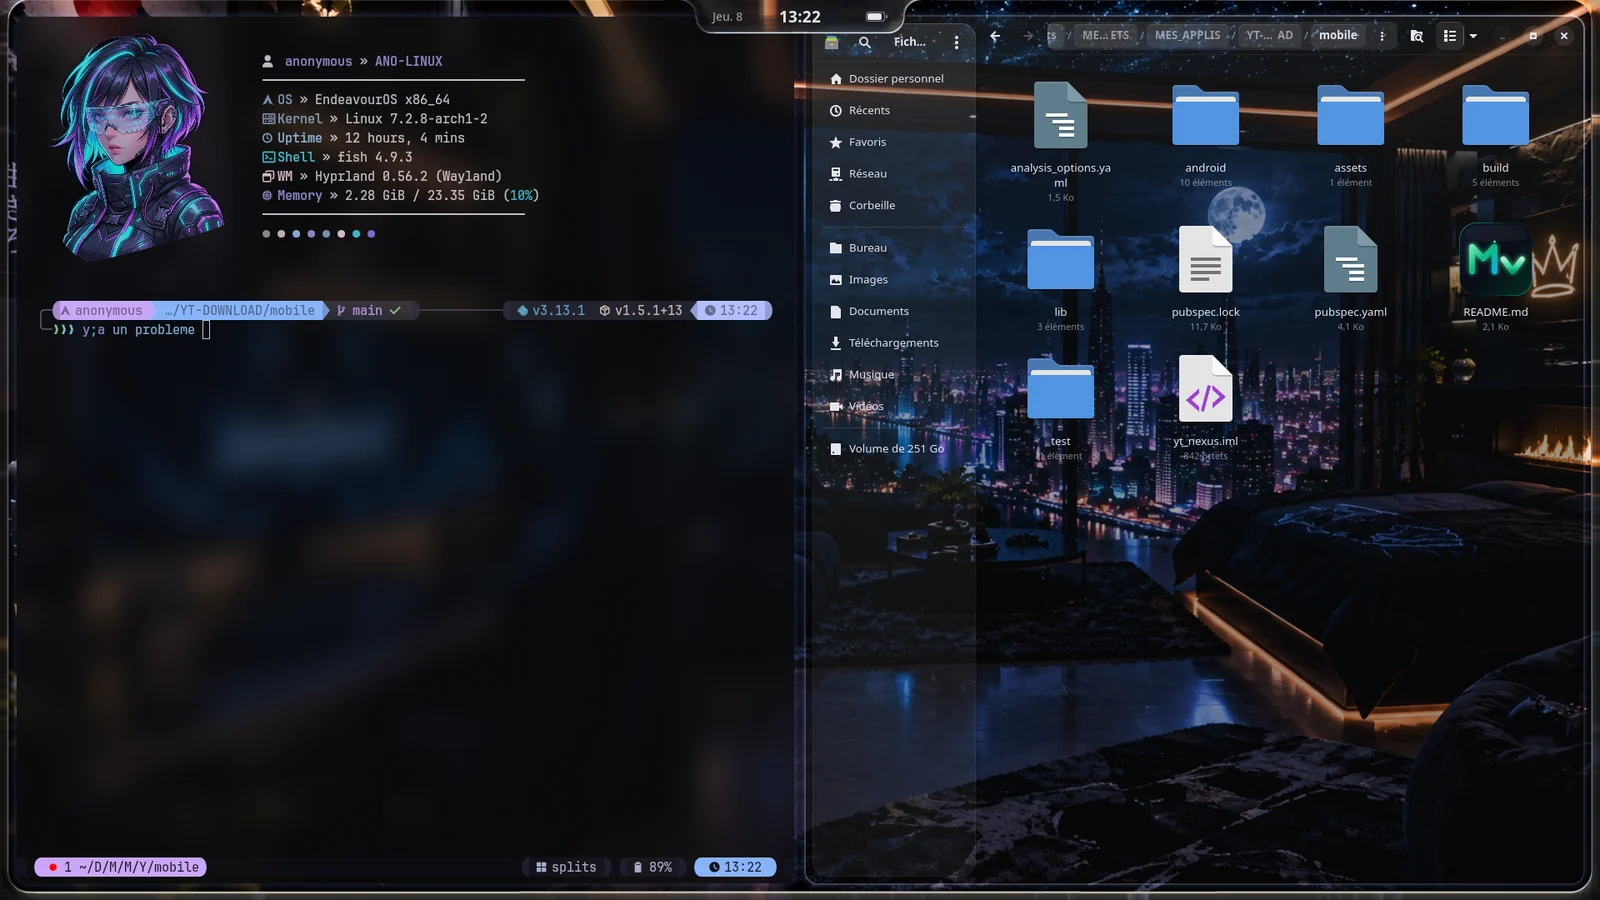 Jeu. 8 13:22
anonymous » ANO-LINUX
OS » EndeavourOS x86_64
Kernel » Linux 7.2.8-arch1-2
Uptime » 12 hours, 4 mins
Shell » fish 4.9.3
WM » Hyprland 0.56.2 (Wayland)
Memory » 2.28 GiB / 23.35 GiB (10%)
anonymous …/YT-DOWNLOAD/mobile main ✓ v3.13.1 v1.5.1+13 13:22
❯❯❯ y;a un probleme
1 ~/D/M/M/Y/mobile splits 89% 13:22
Fich...
Dossier personnel
Récents
Favoris
Réseau
Corbeille
Bureau
Images
Documents
Téléchargements
Musique
Vidéos
Volume de 251 Go
ts / ME... ETS / MES_APPLIS / YT-... AD / mobile
analysis_options.ya
ml
1,5 Ko
android
10 éléments
assets
1 élément
build
5 éléments
lib
3 éléments
pubspec.lock
11,7 Ko
pubspec.yaml
4,1 Ko
Mv
README.md
2,1 Ko
test
1 élément
yt_nexus.iml
842 octets